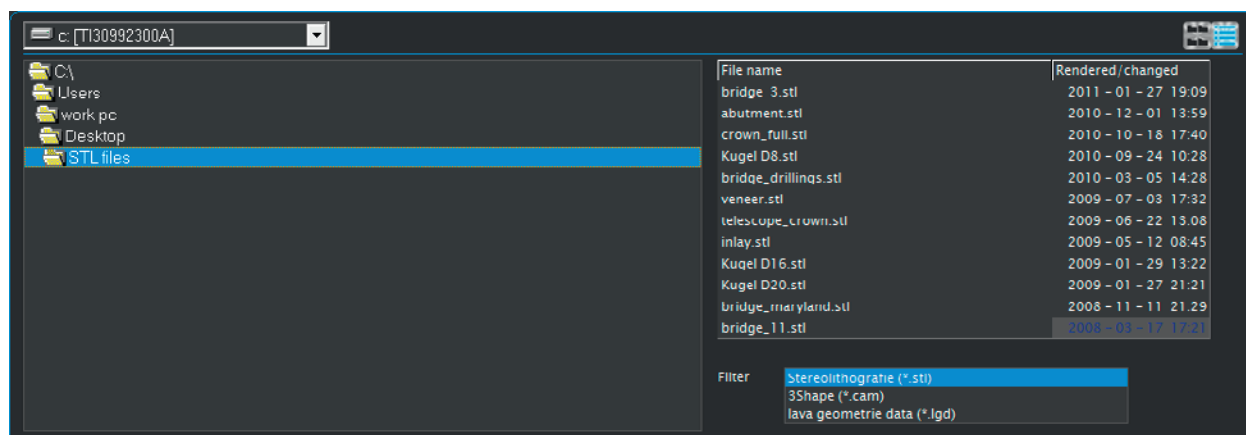 c: [TI30992300A]
C:\
Users
work pc
Desktop
STL files
File name Rendered/changed
bridge 3.stl 2011 - 01 - 27 19:09
abutment.stl 2010 - 12 - 01 13:59
crown_full.stl 2010 - 10 - 18 17:40
Kugel D8.stl 2010 - 09 - 24 10:28
bridge_drillings.stl 2010 - 03 - 05 14:28
veneer.stl 2009 - 07 - 03 17:32
telescope_crown.stl 2009 - 06 - 22 13.08
inlay.stl 2009 - 05 - 12 08:45
Kugel D16.stl 2009 - 01 - 29 13:22
Kugel D20.stl 2009 - 01 - 27 21:21
bridge_maryland.stl 2008 - 11 - 11 21.29
bridge_11.stl 2008 - 03 - 17 17:21
Filter Stereolithografie (*.stl)
3Shape (*.cam)
lava geometrie data (*.lgd)